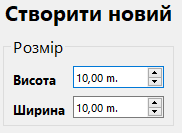 Створити новий
Розмір
Висота 10,00 m.
Ширина 10,00 m.